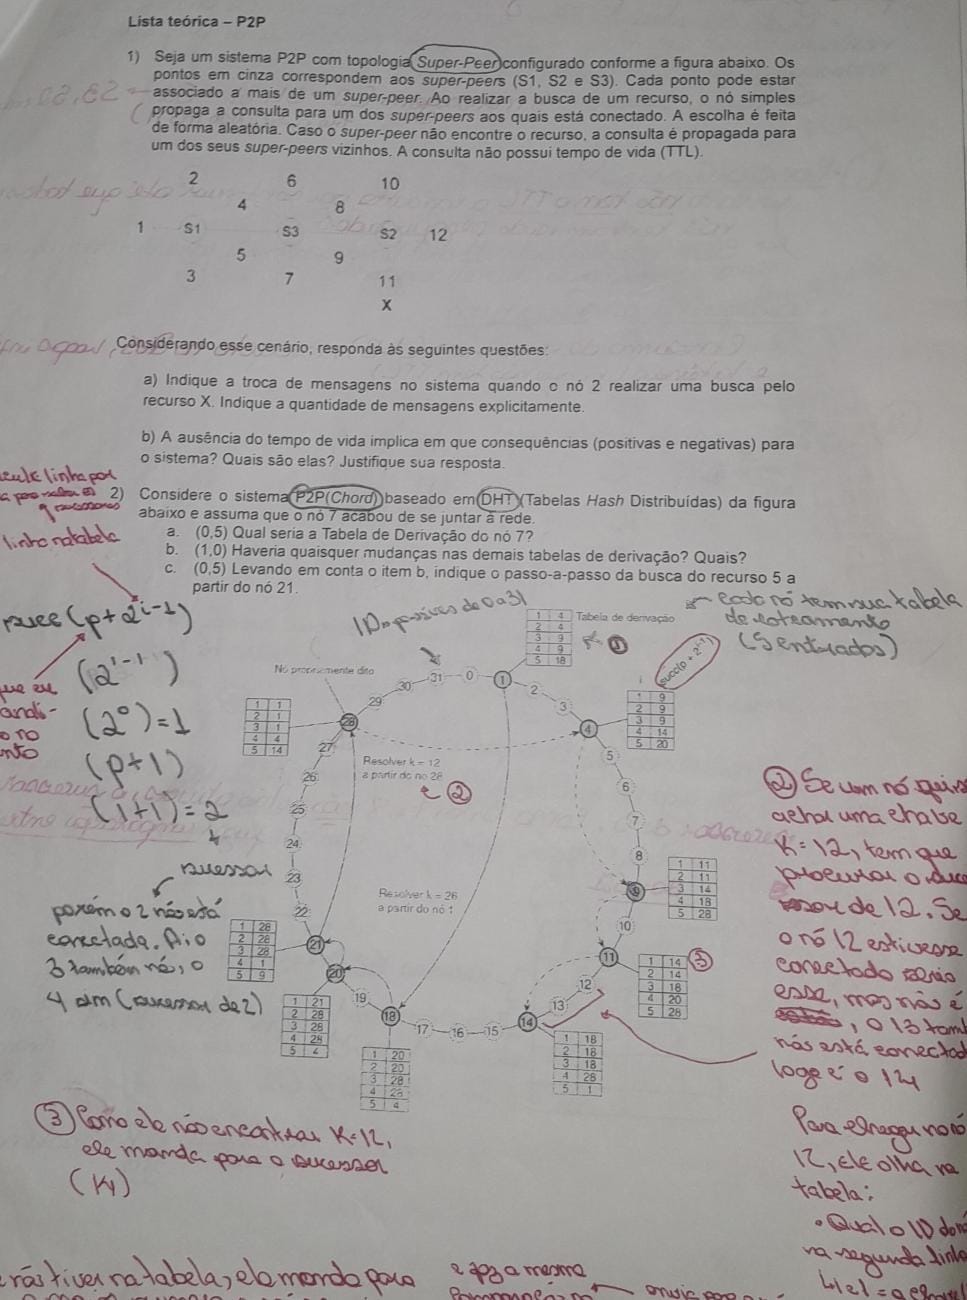 Lista teórica – P2P
1) Seja um sistema P2P com topologia Super-Peer configurado conforme a figura abaixo. Os
pontos em cinza correspondem aos super-peers (S1, S2 e S3). Cada ponto pode estar
associado a mais de um super-peer. Ao realizar a busca de um recurso, o nó simples
propaga a consulta para um dos super-peers aos quais está conectado. A escolha é feita
de forma aleatória. Caso o super-peer não encontre o recurso, a consulta é propagada para
um dos seus super-peers vizinhos. A consulta não possui tempo de vida (TTL).
2 6 10
4 8
1 S1 S3 S2 12
5 9
3 7 11
X
Considerando esse cenário, responda às seguintes questões:
a) Indique a troca de mensagens no sistema quando o nó 2 realizar uma busca pelo
recurso X. Indique a quantidade de mensagens explicitamente.
b) A ausência do tempo de vida implica em que consequências (positivas e negativas) para
o sistema? Quais são elas? Justifique sua resposta.
2) Considere o sistema P2P(Chord) baseado em DHT (Tabelas Hash Distribuídas) da figura
abaixo e assuma que o nó 7 acabou de se juntar à rede.
a. (0,5) Qual seria a Tabela de Derivação do nó 7?
b. (1,0) Haveria quaisquer mudanças nas demais tabelas de derivação? Quais?
c. (0,5) Levando em conta o item b, indique o passo-a-passo da busca do recurso 5 a
partir do nó 21.
linha na tabela
succ(p+2^i-1)
(2^1-1)
(2^0)=1
(p+1)
(1+1)=2
sucessor
porém o 2 não está
conectado. Aí o
3 também não, o
4 sim (sucessor de 2)
ID possíveis de 0 a 31
cada nó tem sua tabela
de roteamento
(5 entradas)
Tabela de derivação
1 4
2 4
3 9
4 9
5 18
①
succ(p + 2^i-1)
Nó propriamente dito
1 1
2 1
3 1
4 4
5 14
1 9
2 9
3 9
4 14
5 20
Resolver k = 12
a partir do nó 28
②
Resolver k = 26
a partir do nó 1
1 11
2 11
3 14
4 18
5 28
1 28
2 28
3 28
4 1
5 9
1 14
2 14
3 18
4 20
5 28
③
1 21
2 28
3 28
4 28
5 4
1 20
2 20
3 28
4 28
5 4
1 18
2 18
3 18
4 28
5 1
0 1 2 3 4 5 6 7 8 9 10 11 12 13 14 15 16 17 18 19 20 21 22 23 24 25 26 27 28 29 30 31
② Se um nó
achar uma chave
K=12, tem que
procurar o
de 12. Se
o nó 12 estivesse
conectado seria
esse, mas não é
, o 13 tam
não está conectado
logo é o 14
Para chegar no nó
12, ele olha na
tabela:
• Qual o ID do nó
na segunda linha
③ Como ele não encontrou K=12,
ele manda para o sucessor
(14)
tiver na tabela, ela manda para
e faz a mesma